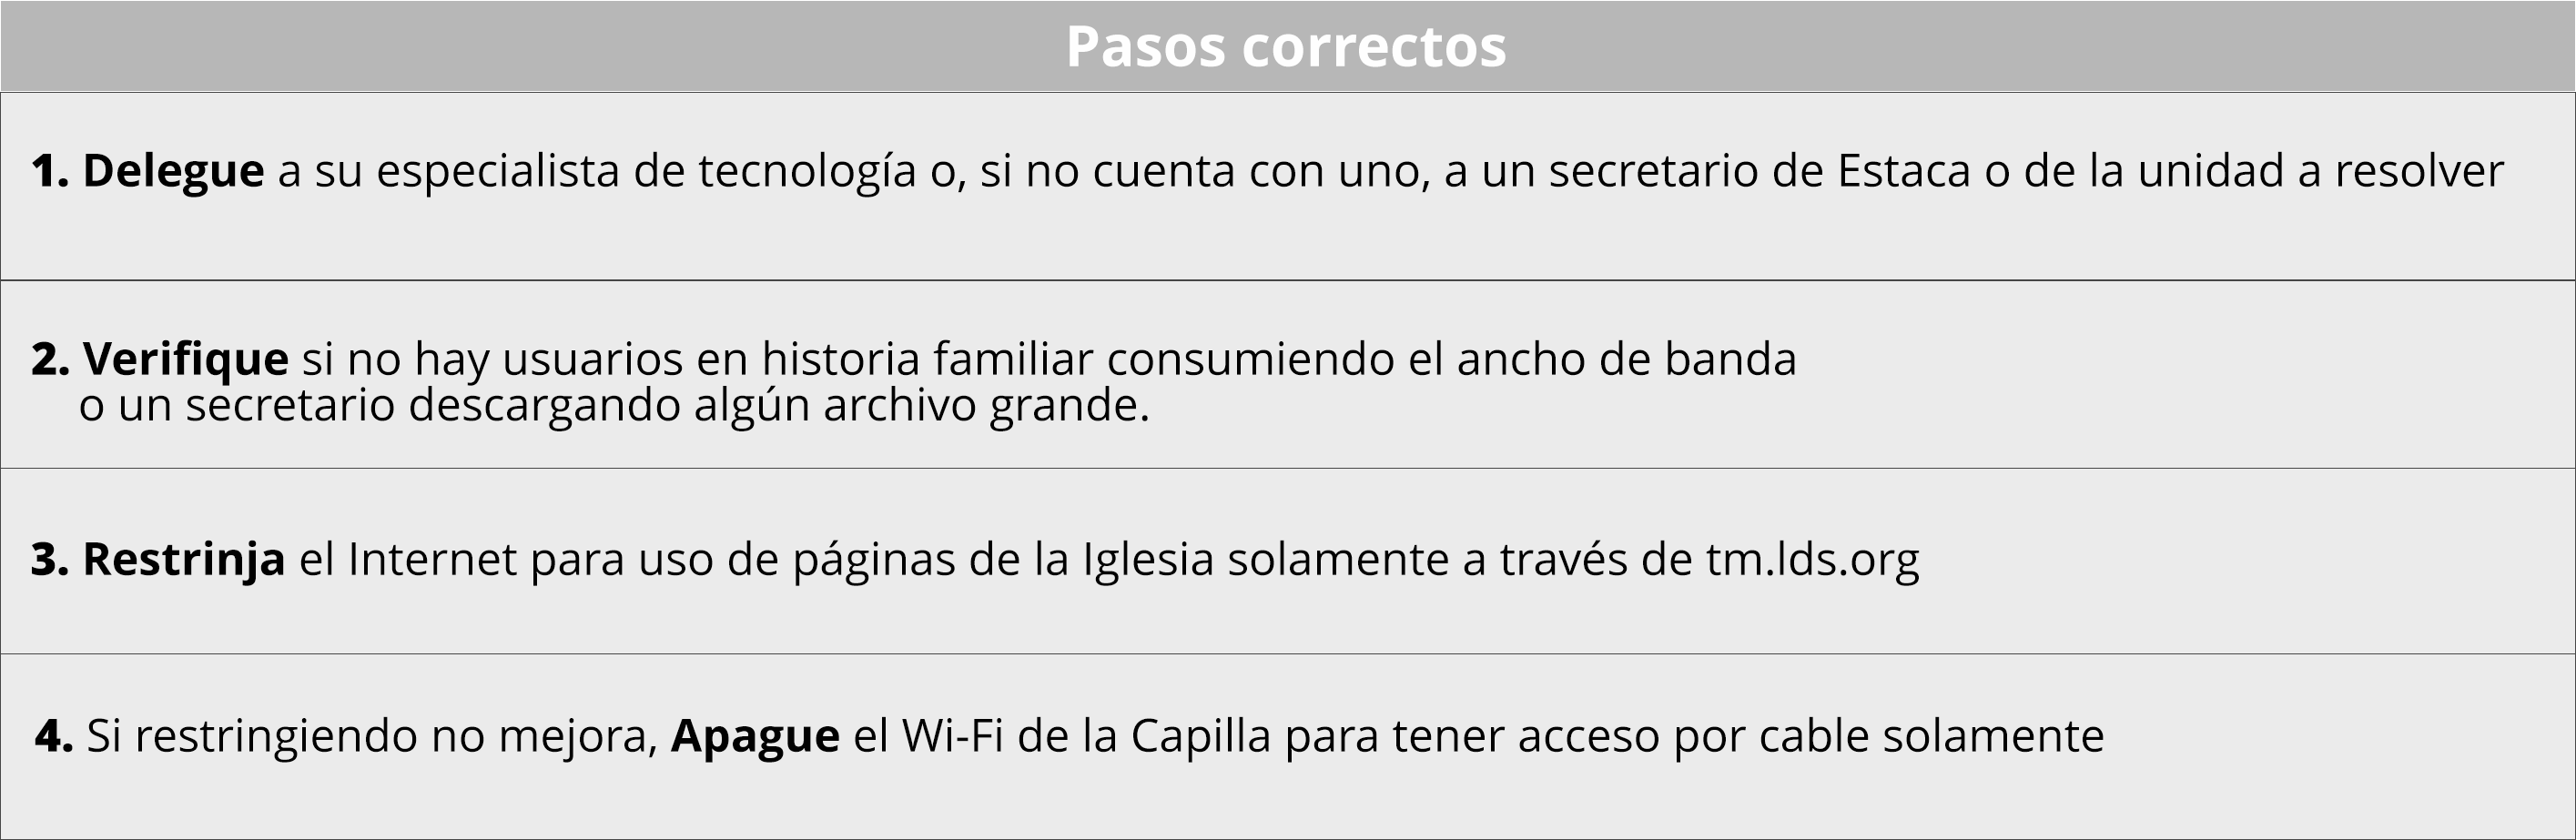 Pasos correctos
1. Delegue a su especialista de tecnología o, si no cuenta con uno, a un secretario de Estaca o de la unidad a resolver
2. Verifique si no hay usuarios en historia familiar consumiendo el ancho de banda
o un secretario descargando algún archivo grande.
3. Restrinja el Internet para uso de páginas de la Iglesia solamente a través de tm.lds.org
4. Si restringiendo no mejora, Apague el Wi-Fi de la Capilla para tener acceso por cable solamente